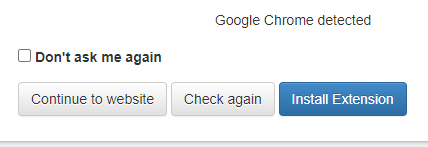 Google Chrome detected
Don't ask me again
Continue to website Check again Install Extension